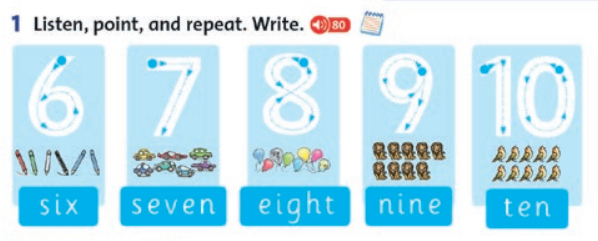 1 Listen, point, and repeat. Write. 80
6 7 8 9 10
six seven eight nine ten